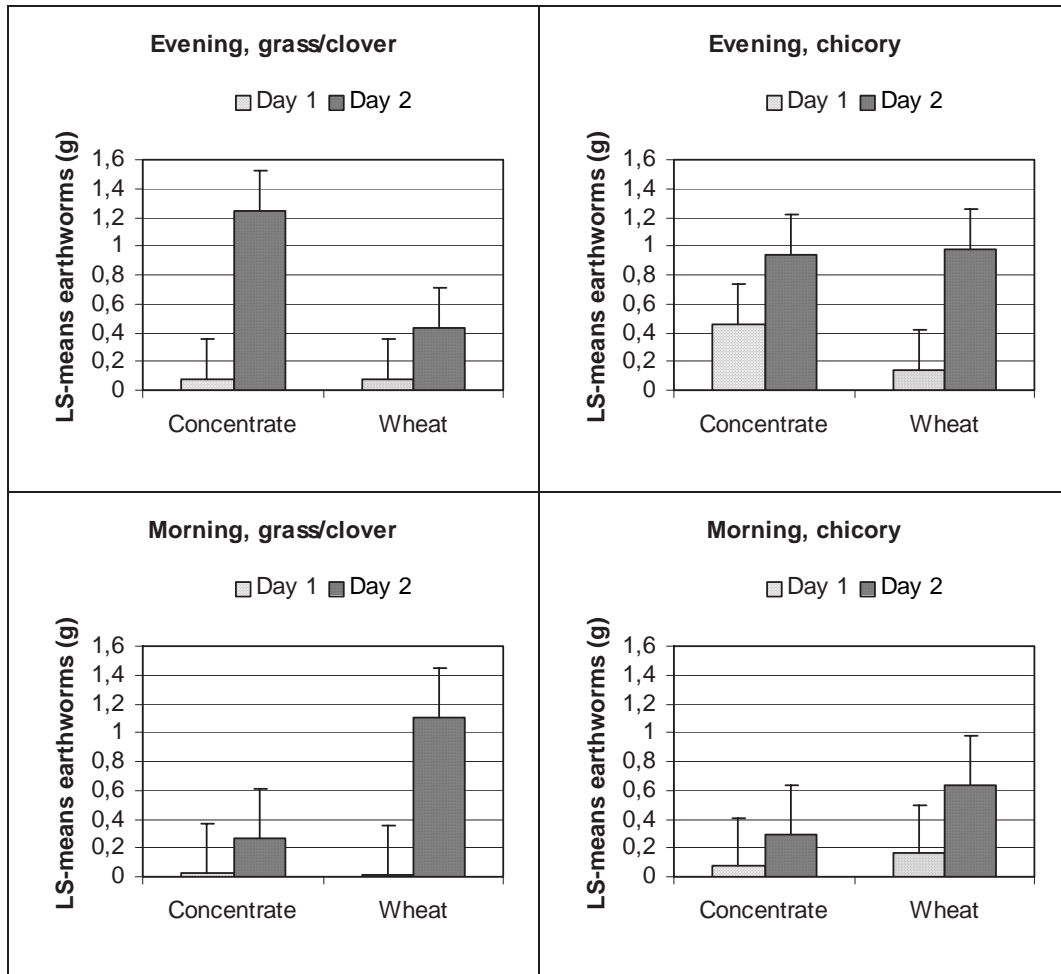 Evening, grass/clover
Day 1 Day 2
LS-means earthworms (g)
1,6
1,4
1,2
1
0,8
0,6
0,4
0,2
0
Concentrate Wheat
Evening, chicory
Day 1 Day 2
LS-means earthworms (g)
1,6
1,4
1,2
1
0,8
0,6
0,4
0,2
0
Concentrate Wheat
Morning, grass/clover
Day 1 Day 2
LS-means earthworms (g)
1,6
1,4
1,2
1
0,8
0,6
0,4
0,2
0
Concentrate Wheat
Morning, chicory
Day 1 Day 2
LS-means earthworms (g)
1,6
1,4
1,2
1
0,8
0,6
0,4
0,2
0
Concentrate Wheat